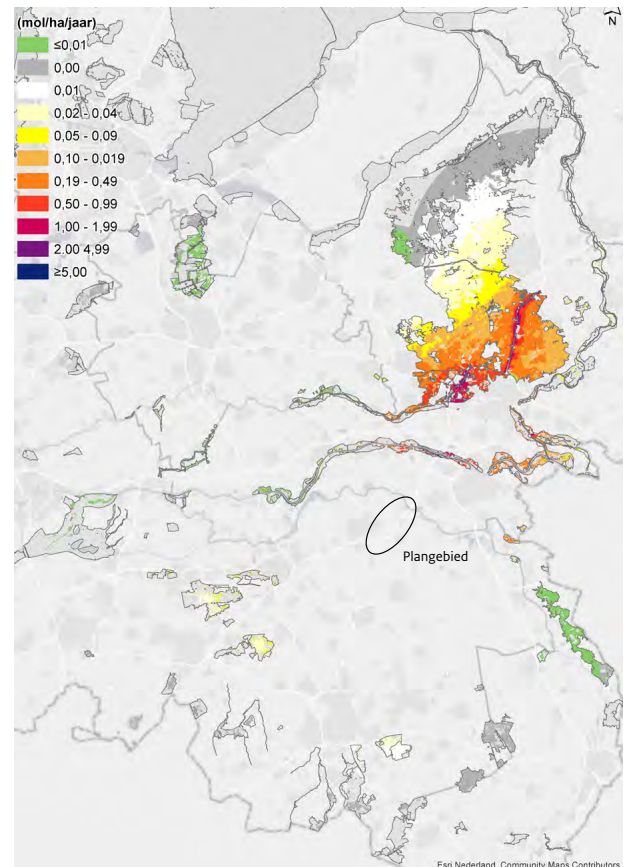 (mol/ha/jaar)
N
≤0,01
0,00
0,01
0,02 - 0,04
0,05 - 0,09
0,10 - 0,019
0,19 - 0,49
0,50 - 0,99
1,00 - 1,99
2,00 4,99
≥5,00
Plangebied
Esri Nederland, Community Maps Contributors